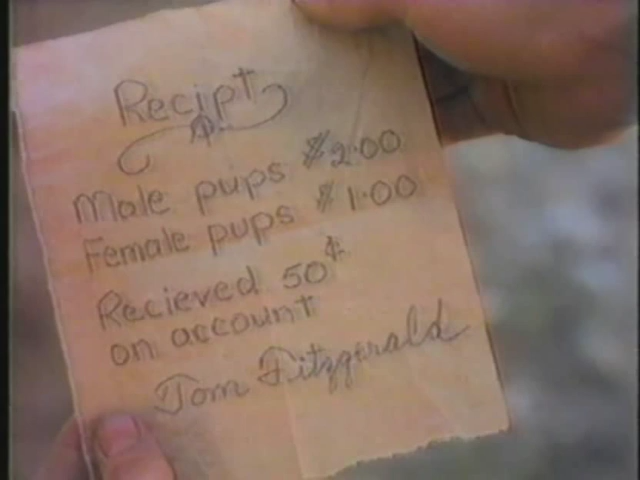 Recipt
Male pups $2.00
Female pups $1.00
Recieved 50¢
on account
Tom Fitzgerald